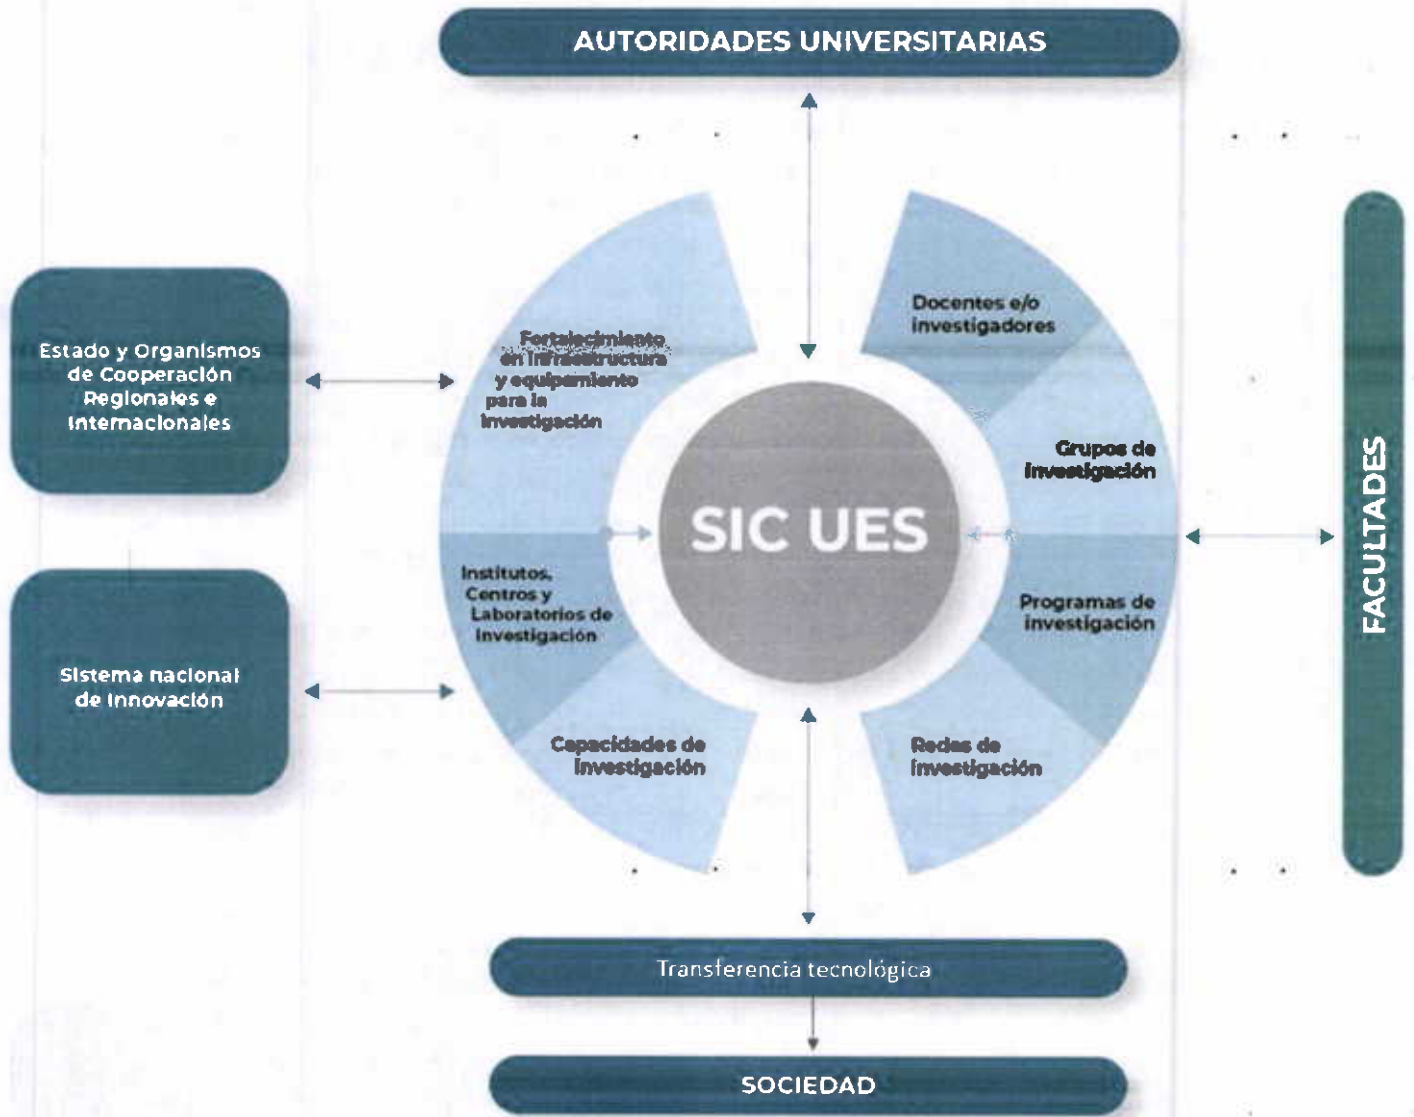 AUTORIDADES UNIVERSITARIAS
Estado y Organismos
de Cooperación
Regionales e
Internacionales
Sistema nacional
de Innovación
Fortalecimiento
en infraestructura
y equipamiento
para la
investigación
Institutos,
Centros y
Laboratorios de
Investigación
Capacidades de
investigación
SIC UES
Docentes e/o
investigadores
Grupos de
investigación
Programas de
investigación
Redes de
investigación
FACULTADES
Transferencia tecnológica
SOCIEDAD